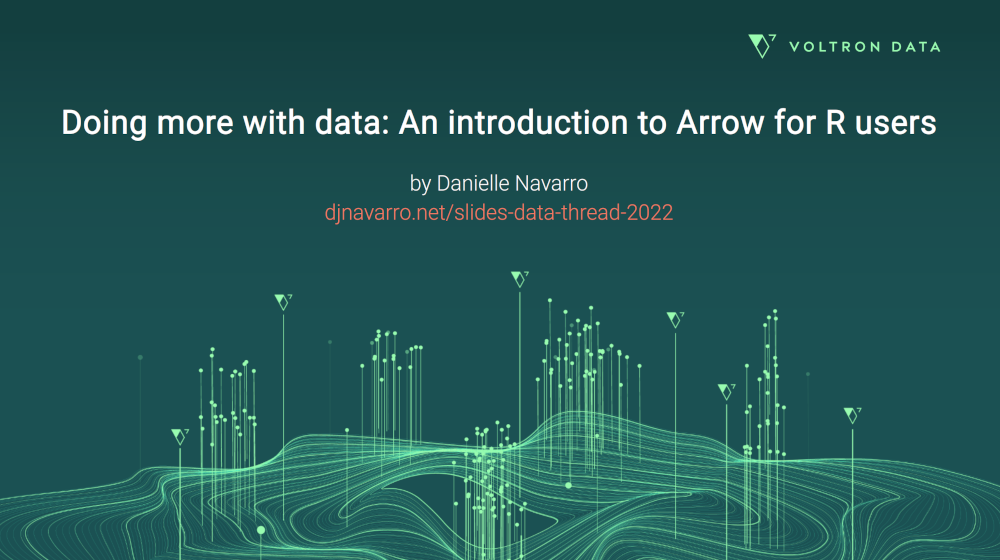 VOLTRON DATA
Doing more with data: An introduction to Arrow for R users
by Danielle Navarro
djnavarro.net/slides-data-thread-2022